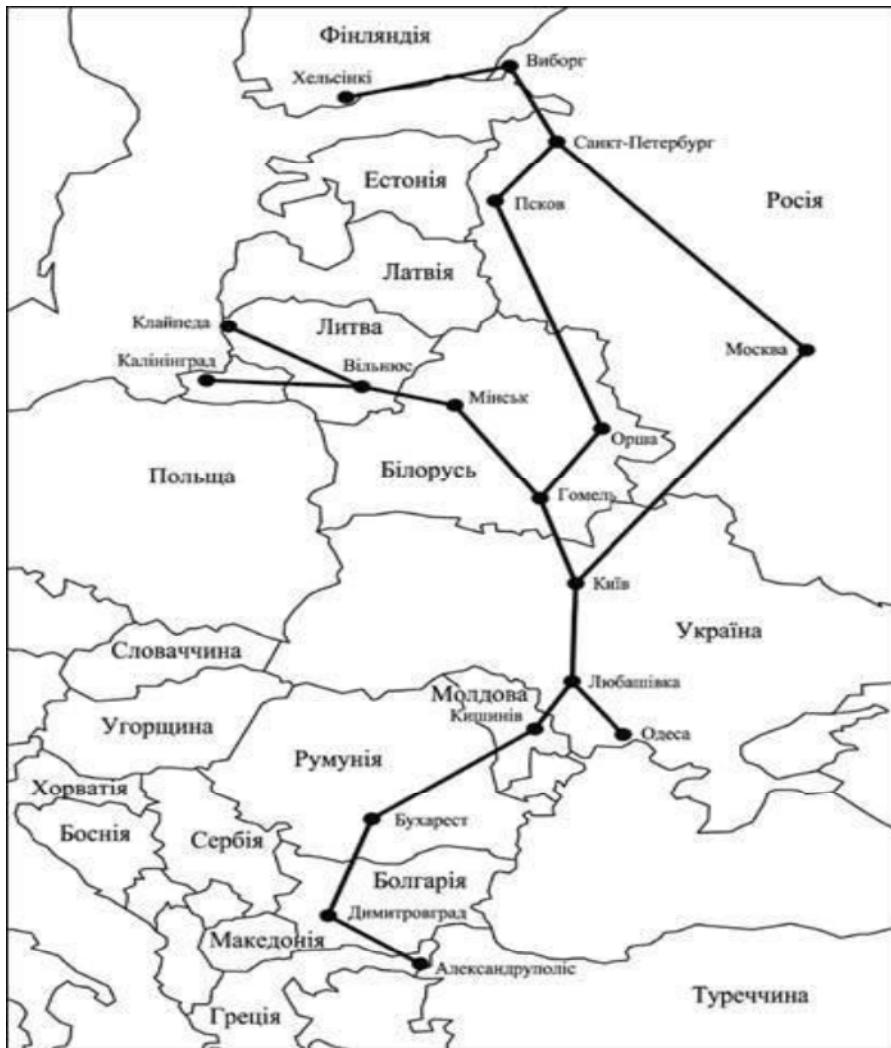 Фінляндія
Виборг
Хельсінкі
Санкт-Петербург
Естонія
Псков
Росія
Латвія
Клайпеда
Литва
Москва
Калінінград
Вільнюс
Мінськ
Орша
Польща
Білорусь
Гомель
Київ
Україна
Словаччина
Любашівка
Молдова
Кишинів
Угорщина
Одеса
Румунія
Хорватія
Бухарест
Боснія
Сербія
Болгарія
Димитровград
Македонія
Александруполіс
Туреччина
Греція